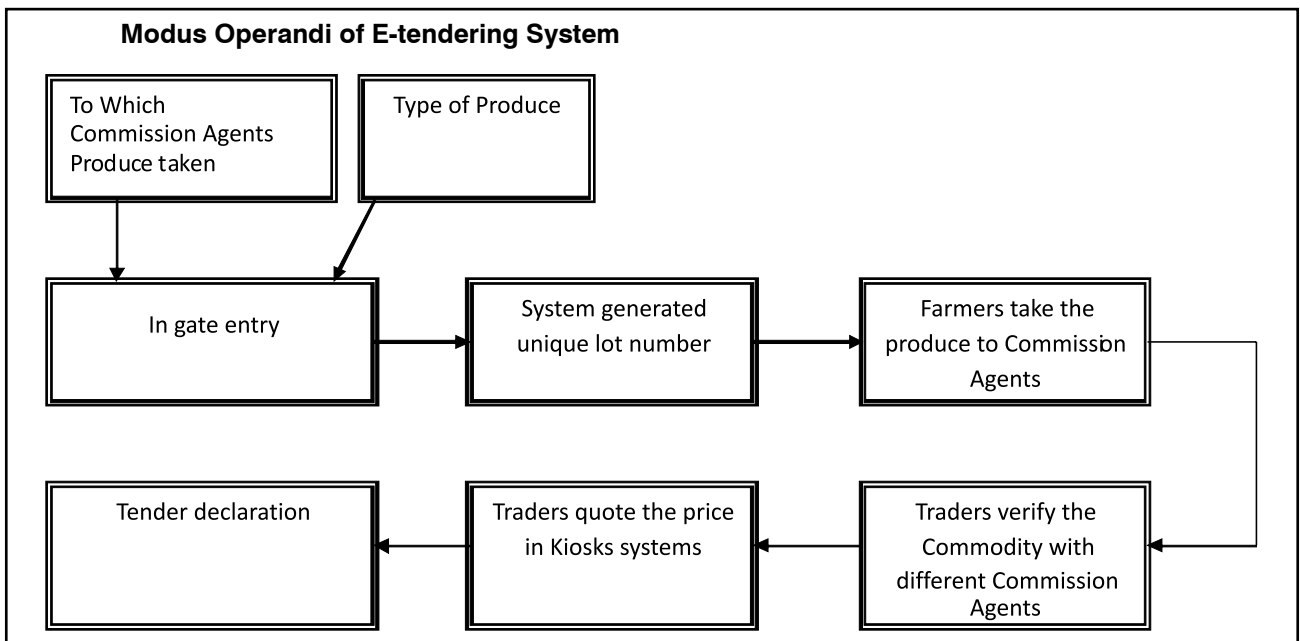 Modus Operandi of E-tendering System
To Which
Commission Agents
Produce taken
Type of Produce
In gate entry
System generated
unique lot number
Farmers take the
produce to Commission
Agents
Tender declaration
Traders quote the price
in Kiosks systems
Traders verify the
Commodity with
different Commission
Agents